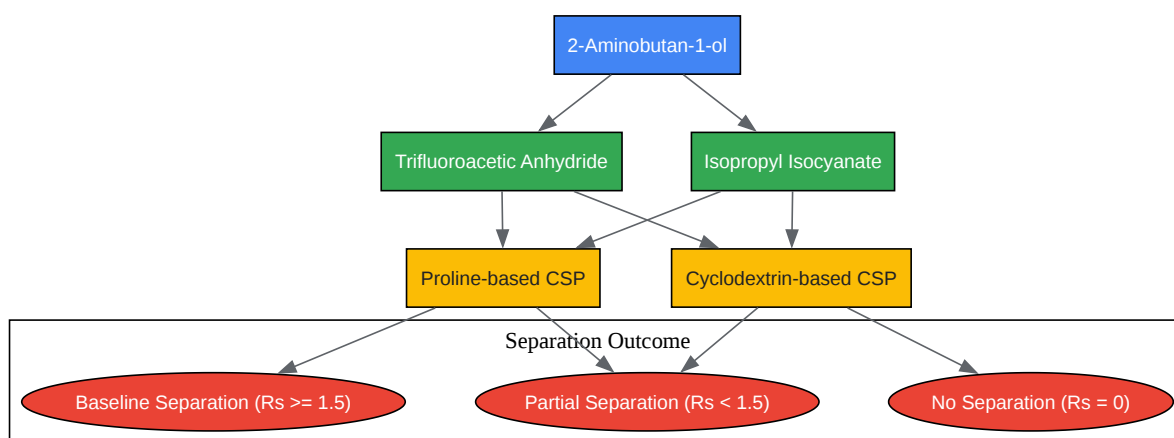 2-Aminobutan-1-ol
Trifluoroacetic Anhydride
Isopropyl Isocyanate
Proline-based CSP
Cyclodextrin-based CSP
Separation Outcome
Baseline Separation (Rs >= 1.5)
Partial Separation (Rs < 1.5)
No Separation (Rs = 0)